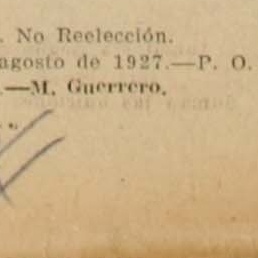 . No Reelección.
agosto de 1927.—P. O.
.—M. Guerrero.